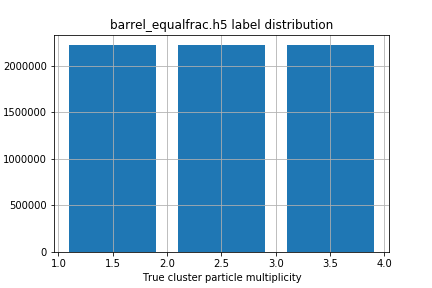 barrel_equalfrac.h5 label distribution
2000000
1500000
1000000
500000
0
1.0 1.5 2.0 2.5 3.0 3.5 4.0
True cluster particle multiplicity